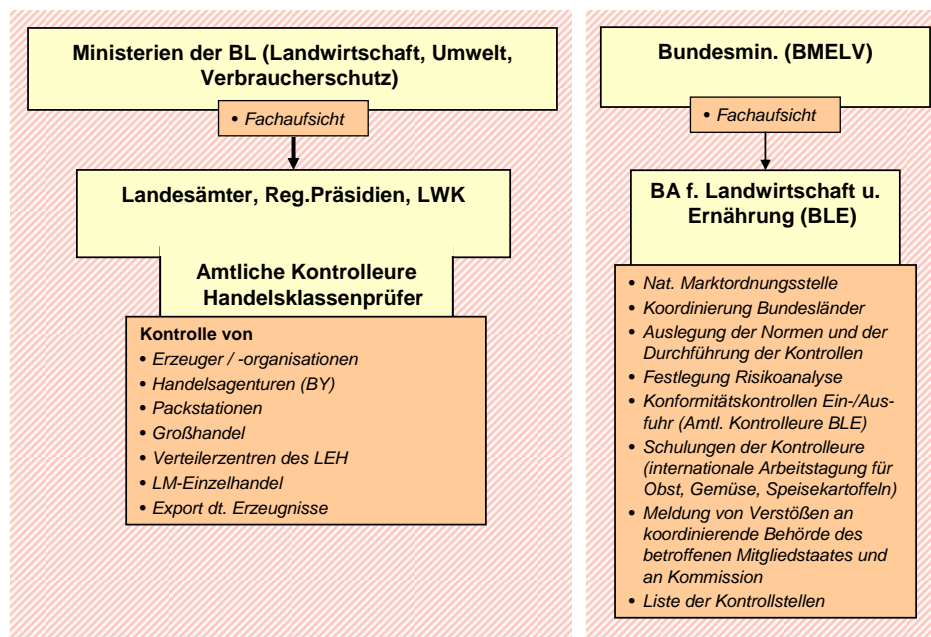 Ministerien der BL (Landwirtschaft, Umwelt,
Verbraucherschutz)
• Fachaufsicht
Landesämter, Reg.Präsidien, LWK
Amtliche Kontrolleure
Handelsklassenprüfer
Kontrolle von
• Erzeuger / -organisationen
• Handelsagenturen (BY)
• Packstationen
• Großhandel
• Verteilerzentren des LEH
• LM-Einzelhandel
• Export dt. Erzeugnisse
Bundesmin. (BMELV)
• Fachaufsicht
BA f. Landwirtschaft u.
Ernährung (BLE)
• Nat. Marktordnungsstelle
• Koordinierung Bundesländer
• Auslegung der Normen und der
Durchführung der Kontrollen
• Festlegung Risikoanalyse
• Konformitätskontrollen Ein-/Aus-
fuhr (Amtl. Kontrolleure BLE)
• Schulungen der Kontrolleure
(internationale Arbeitstagung für
Obst, Gemüse, Speisekartoffeln)
• Meldung von Verstößen an
koordinierende Behörde des
betroffenen Mitgliedstaates und
an Kommission
• Liste der Kontrollstellen